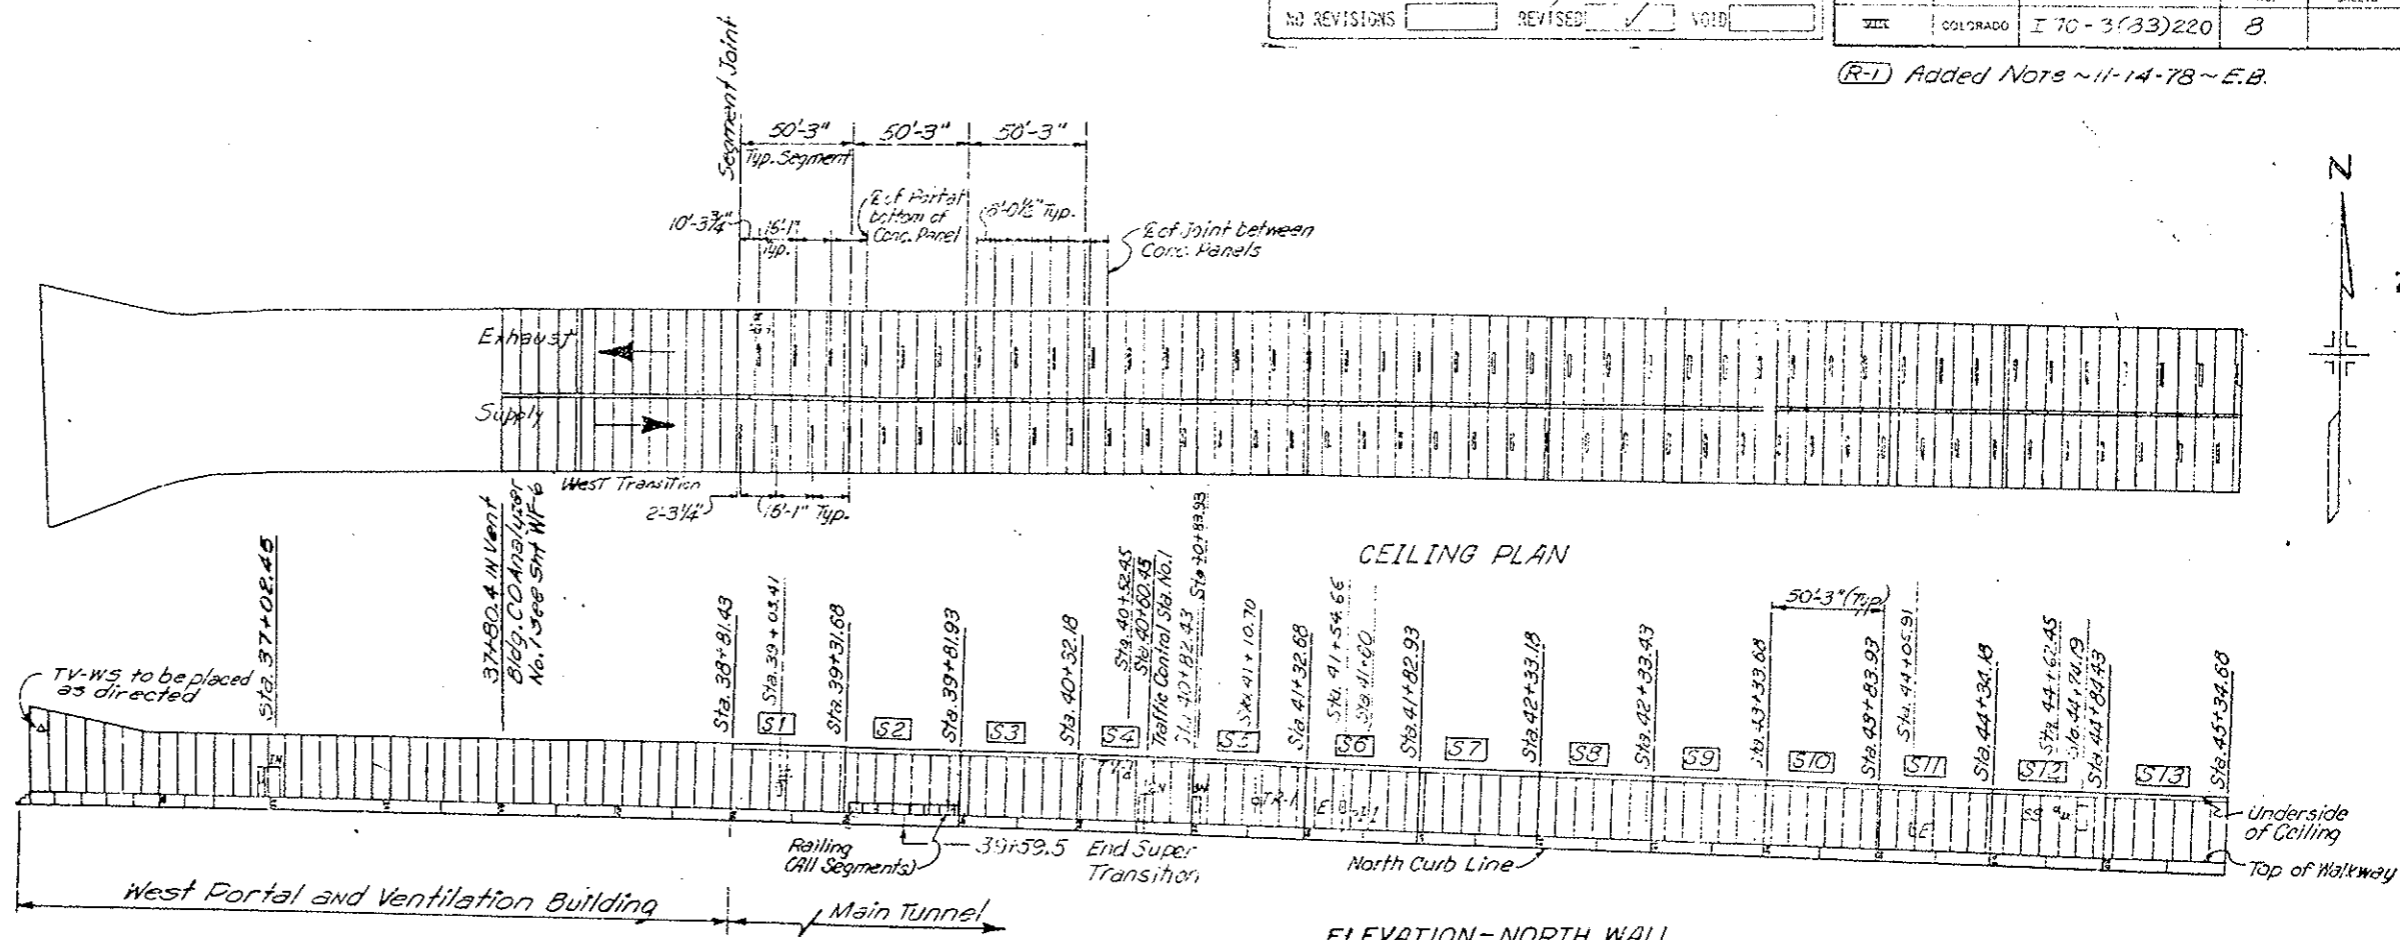 NO REVISIONS
REVISED ✓
VOID
VIII COLORADO I 70-3(83)220 8
(R-1) Added Note ~ 11-14-78 ~ E.B.
Segment Joint
50'-3" 50'-3" 50'-3"
Typ. Segment
10'-3¾"
16'-1"
Typ.
of Portal
bottom of
Conc. Panel
8'-0½" Typ.
of Joint between
Conc. Panels
N
Exhaust
Supply
West Transition
2'-3¼"
16'-1" Typ.
CEILING PLAN
Sta. 37+02.45
37+80.4 IN Vent
Bldg. CO Analyzer
No. 1 see Sht WF-6
Sta. 38+81.43
Sta. 39+03.41
Sta. 39+31.68
Sta. 39+81.93
Sta. 40+32.18
Sta. 40+52.45
Sta. 40+60.45
Traffic Control Sta. No. 1
Sta. 40+82.43
Sta. 40+83.93
Sta. 41+10.70
Sta. 41+32.68
Sta. 41+54.66
Sta. 41+60
Sta. 41+82.93
Sta. 42+33.18
Sta. 42+83.43
Sta. 43+33.68
50'-3" (Typ)
Sta. 43+83.93
Sta. 44+05.91
Sta. 44+34.18
Sta. 44+62.45
Sta. 44+74.19
Sta. 44+84.43
Sta. 45+34.68
TV-W5 to be placed
as directed
S1 S2 S3 S4 S5 S6 S7 S8 S9 S10 S11 S12 S13
TR-1
Railing
(All Segments)
39+59.5 End Super
Transition
North Curb Line
Underside
of Ceiling
Top of Walkway
West Portal and Ventilation Building
Main Tunnel
ELEVATION-NORTH WALL